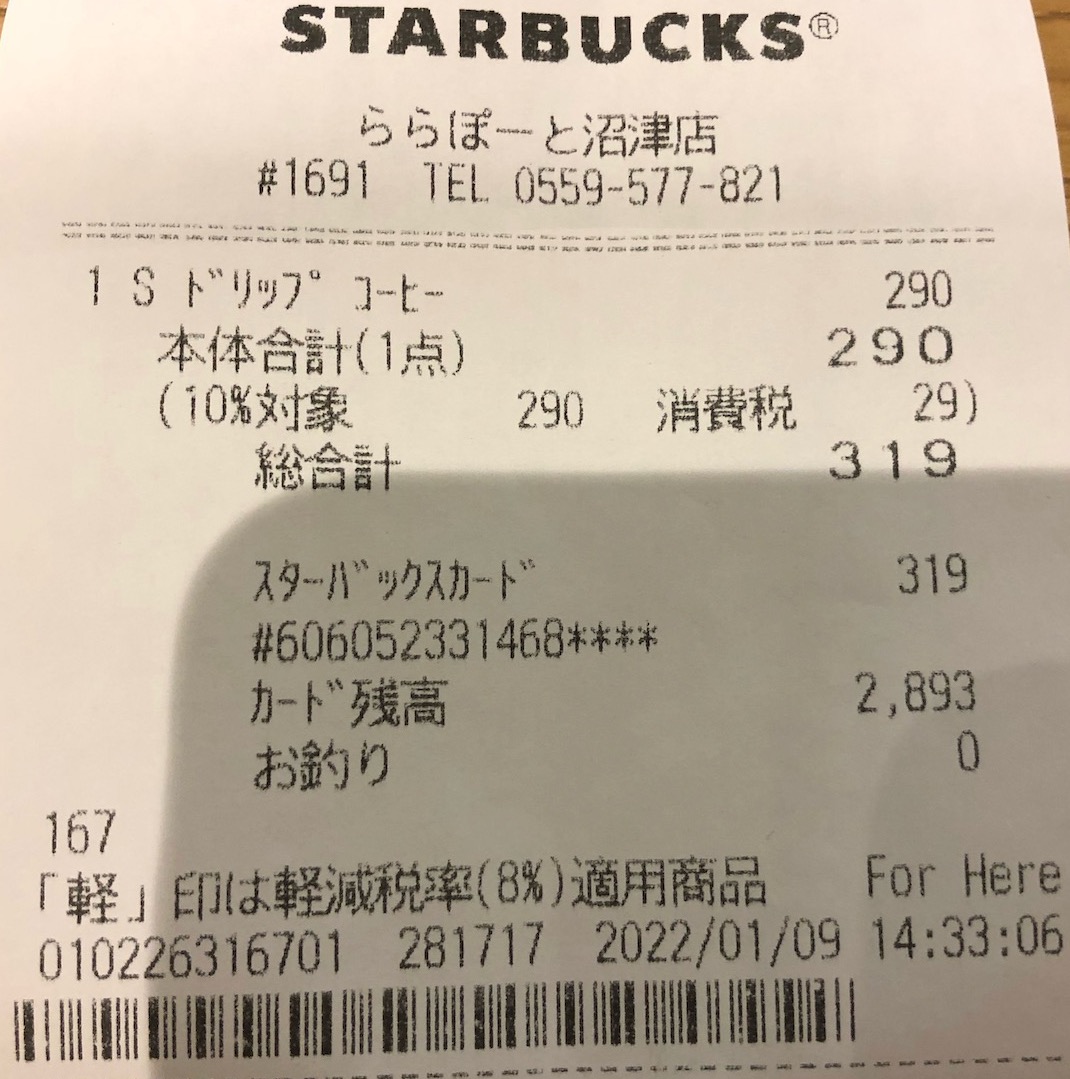 STARBUCKS®
ららぽーと沼津店
#1691 TEL 0559-577-821
1 S ドリップ コーヒー 290
本体合計(1点) 290
(10%対象 290 消費税 29)
総合計 319
スターバックスカード 319
#606052331468****
カード残高 2,893
お釣り 0
167
「軽」印は軽減税率(8%)適用商品 For Here
010226316701 281717 2022/01/09 14:33:06